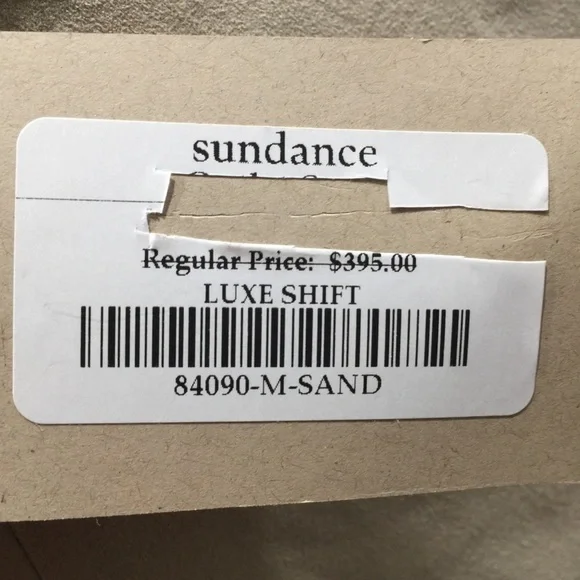 sundance
Regular Price: $395.00
LUXE SHIFT
84090-M-SAND